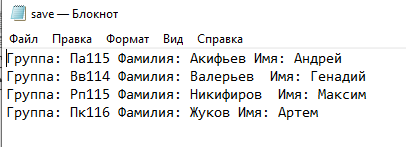 save — Блокнот
Файл Правка Формат Вид Справка
Группа: Па115 Фамилия: Акифьев Имя: Андрей
Группа: Вв114 Фамилия: Валерьев  Имя: Генадий
Группа: Рп115 Фамилия: Никифиров  Имя: Максим
Группа: Пк116 Фамилия: Жуков Имя: Артем